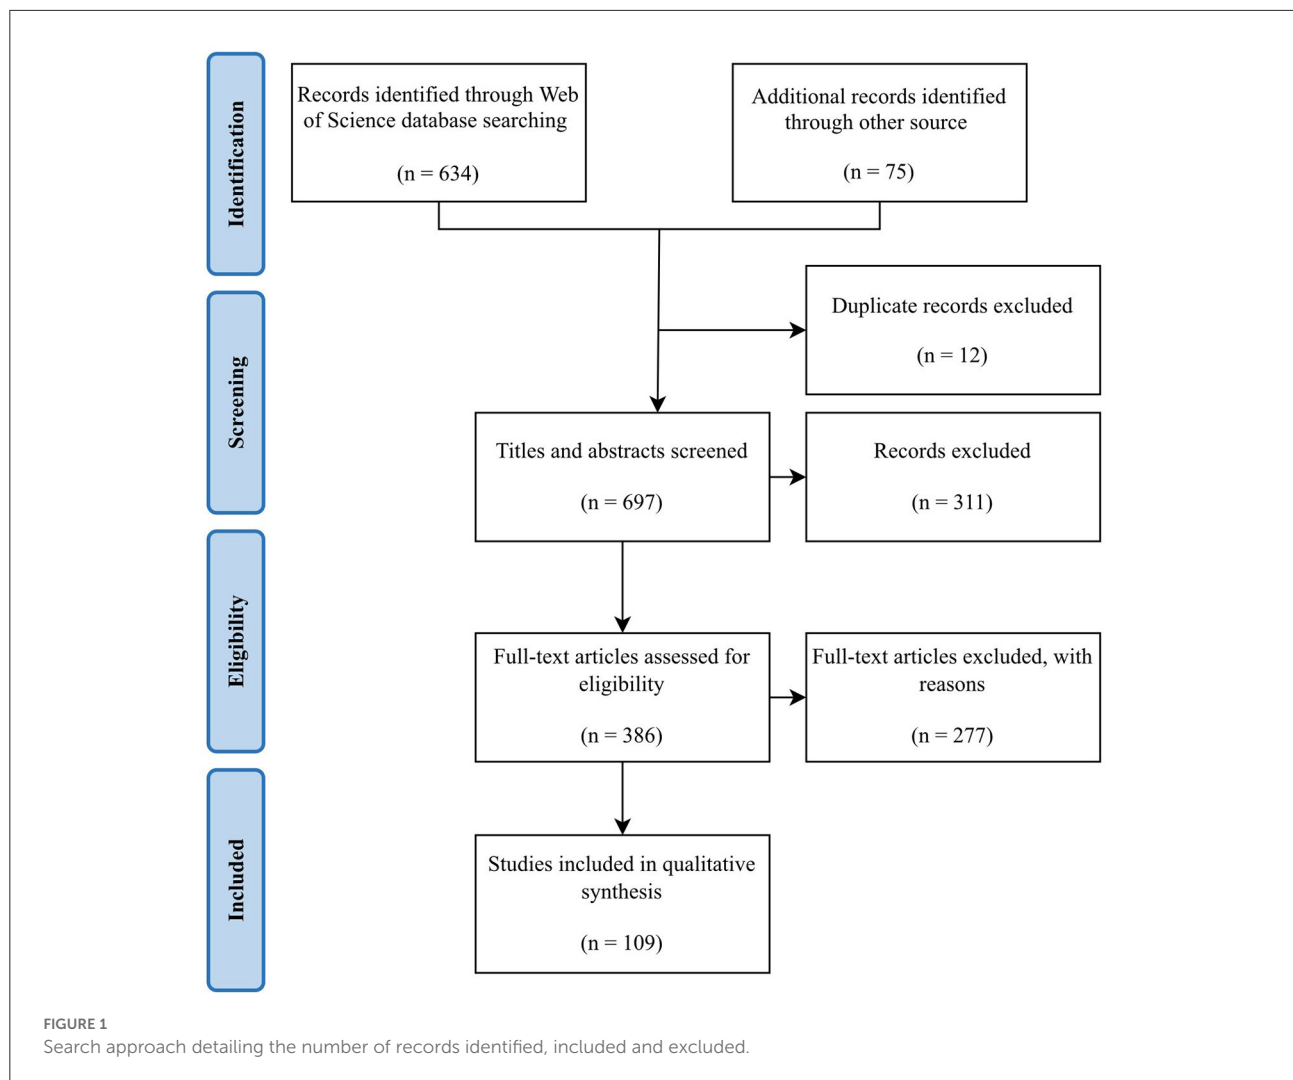 Identification
Records identified through Web
of Science database searching
(n = 634)
Additional records identified
through other source
(n = 75)
Screening
Duplicate records excluded
(n = 12)
Titles and abstracts screened
(n = 697)
Records excluded
(n = 311)
Eligibility
Full-text articles assessed for
eligibility
(n = 386)
Full-text articles excluded, with
reasons
(n = 277)
Included
Studies included in qualitative
synthesis
(n = 109)
FIGURE 1
Search approach detailing the number of records identified, included and excluded.